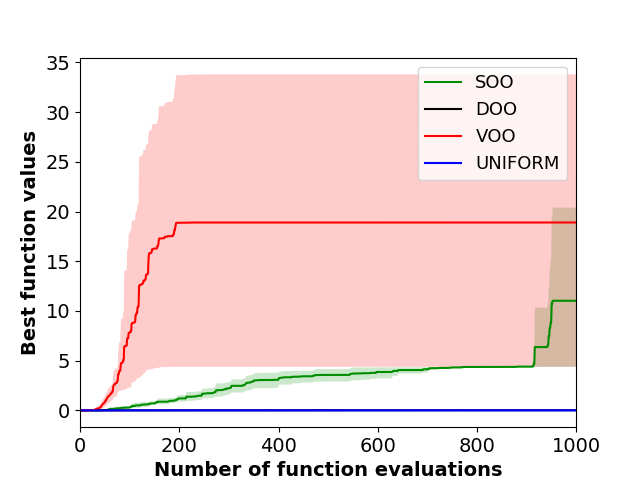 35
30
25
20
15
10
5
0
Best function values
SOO
DOO
VOO
UNIFORM
0 200 400 600 800 1000
Number of function evaluations